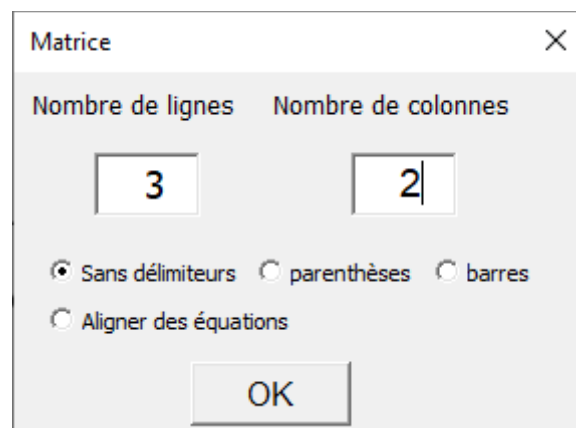 Matrice
Nombre de lignes Nombre de colonnes
3 2
Sans délimiteurs parenthèses barres
Aligner des équations
OK